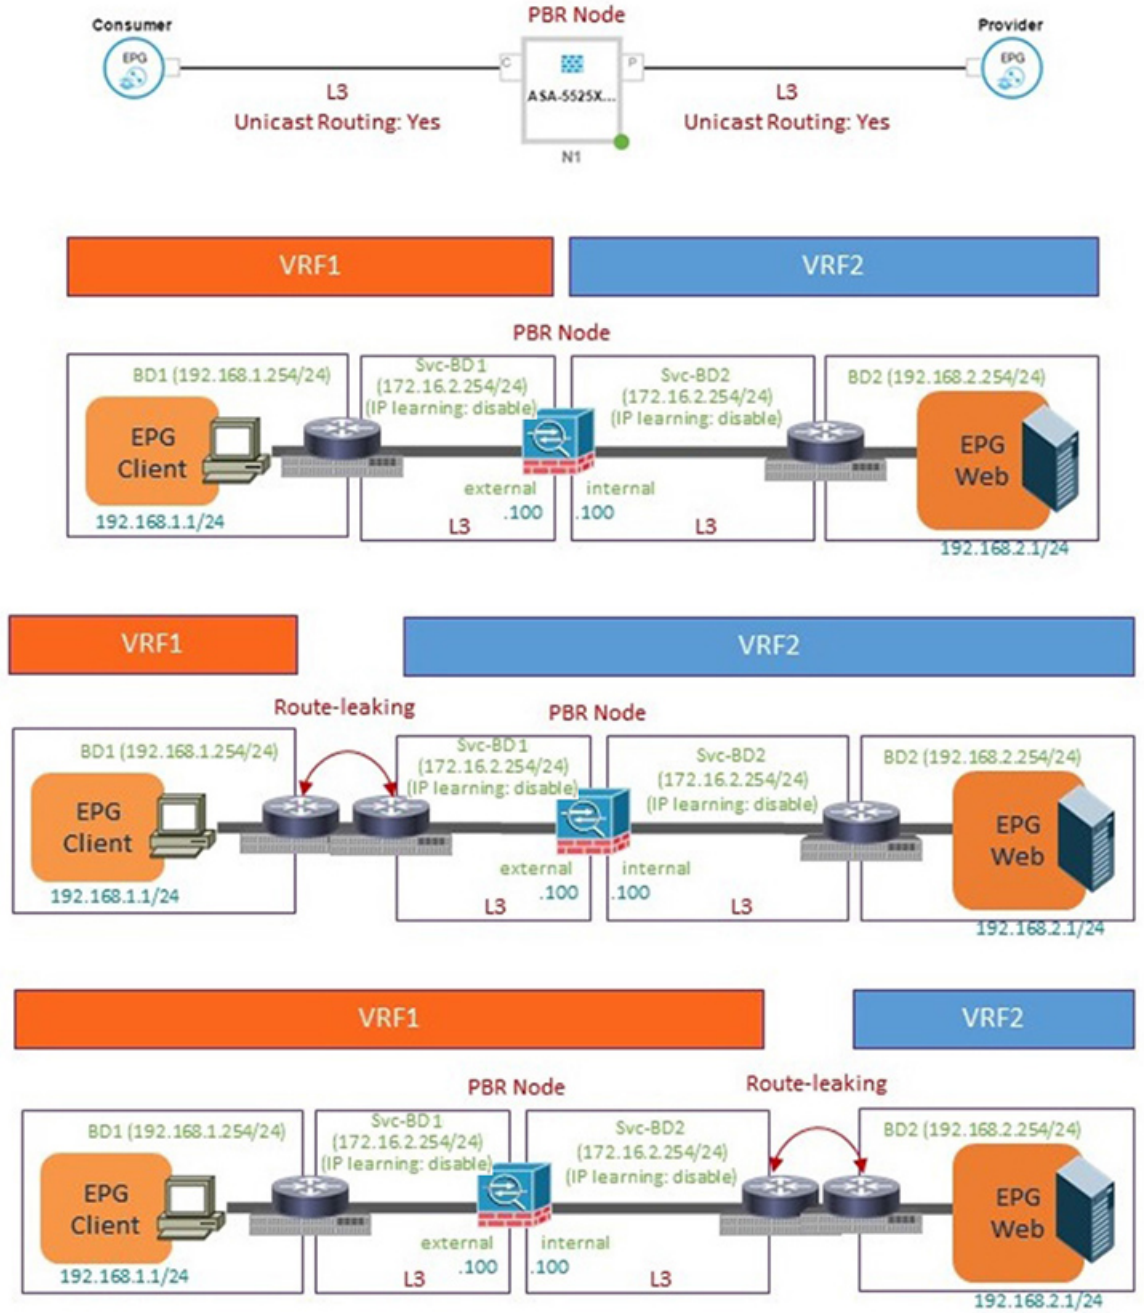 PBR Node
Consumer
Provider
EPG
C
P
EPG
ASA-5525X...
L3
L3
Unicast Routing: Yes
Unicast Routing: Yes
N1
VRF1
VRF2
PBR Node
BD1 (192.168.1.254/24)
Svc-BD1
(172.16.2.254/24)
(IP learning: disable)
Svc-BD2
(172.16.2.254/24)
(IP learning: disable)
BD2 (192.168.2.254/24)
EPG
Client
EPG
Web
external
internal
.100
.100
L3
L3
192.168.1.1/24
192.168.2.1/24
VRF1
VRF2
Route-leaking
PBR Node
BD1 (192.168.1.254/24)
Svc-BD1
(172.16.2.254/24)
(IP learning: disable)
Svc-BD2
(172.16.2.254/24)
(IP learning: disable)
BD2 (192.168.2.254/24)
EPG
Client
EPG
Web
external
internal
.100
.100
L3
L3
192.168.1.1/24
192.168.2.1/24
VRF1
VRF2
PBR Node
Route-leaking
BD1 (192.168.1.254/24)
Svc-BD1
(172.16.2.254/24)
(IP learning: disable)
Svc-BD2
(172.16.2.254/24)
(IP learning: disable)
BD2 (192.168.2.254/24)
EPG
Client
EPG
Web
external
internal
.100
.100
L3
L3
192.168.1.1/24
192.168.2.1/24